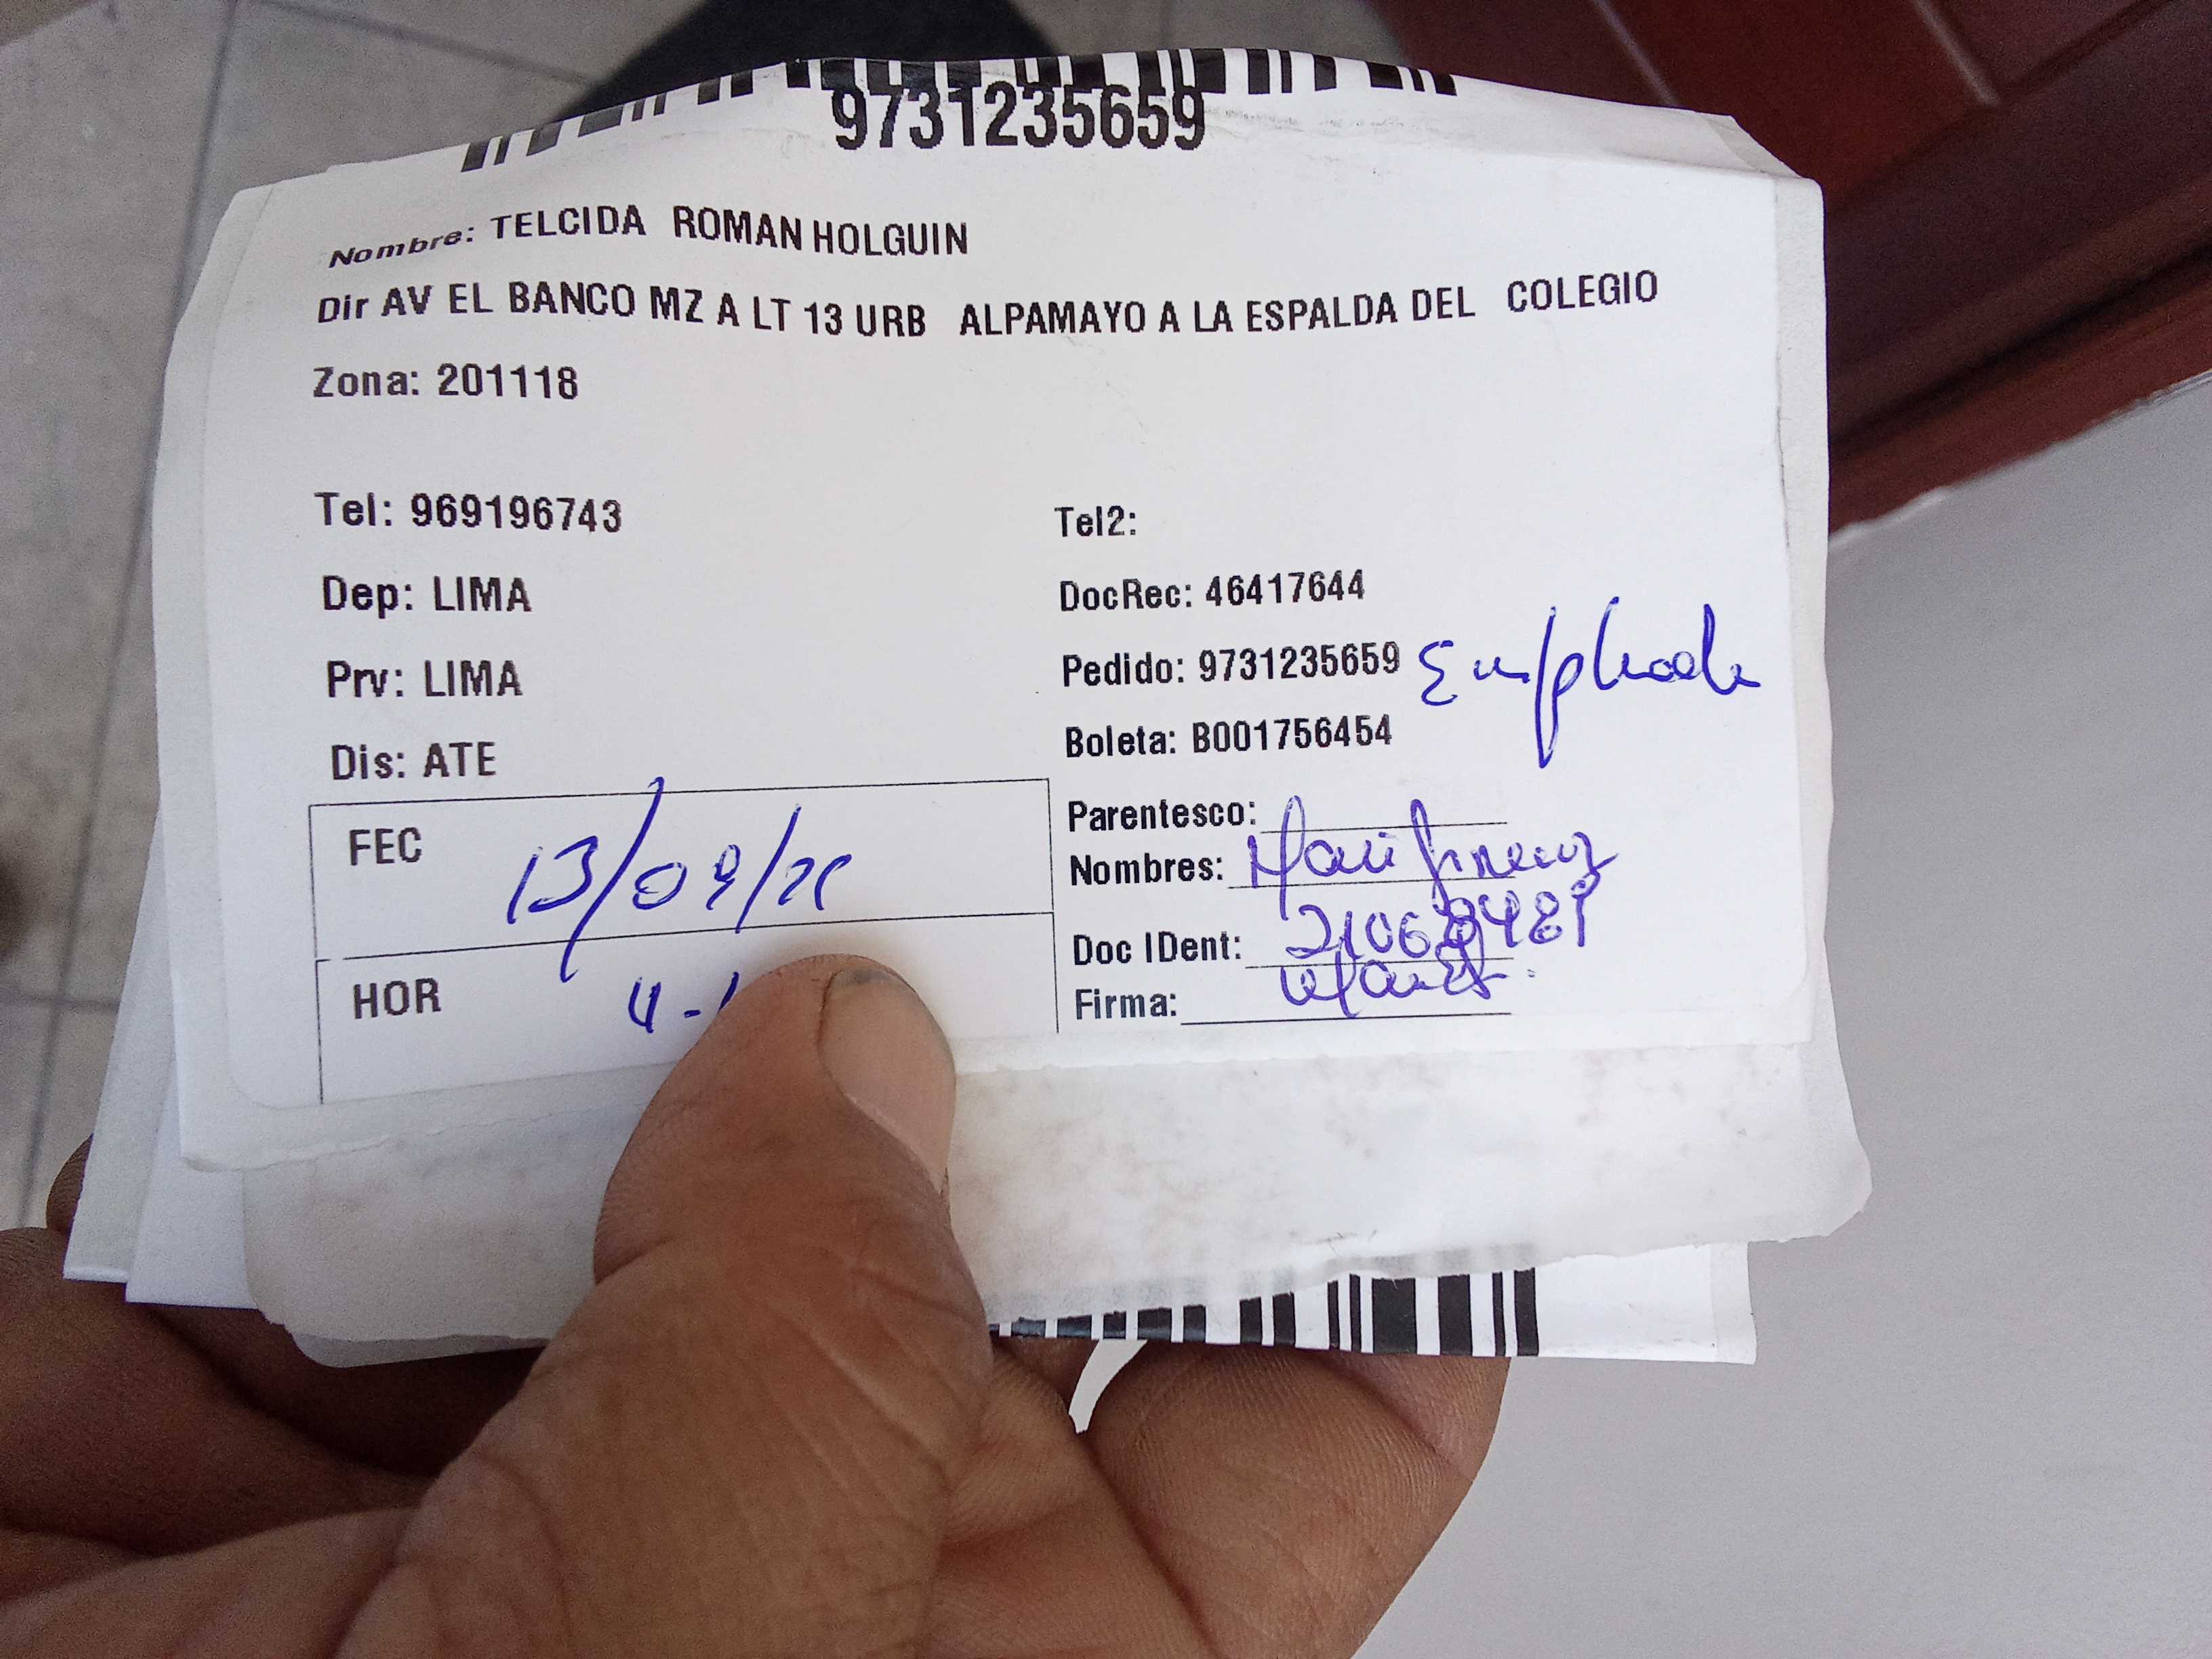 9731235659
Nombre: TELCIDA ROMAN HOLGUIN
Dir AV EL BANCO MZ A LT 13 URB ALPAMAYO A LA ESPALDA DEL COLEGIO
Zona: 201118
Tel: 969196743
Tel2:
Dep: LIMA
DocRec: 46417644
Prv: LIMA
Pedido: 9731235659
Dis: ATE
Boleta: B001756454
FEC 13/09/
Parentesco:
Nombres:
Doc IDent:
HOR
Firma: